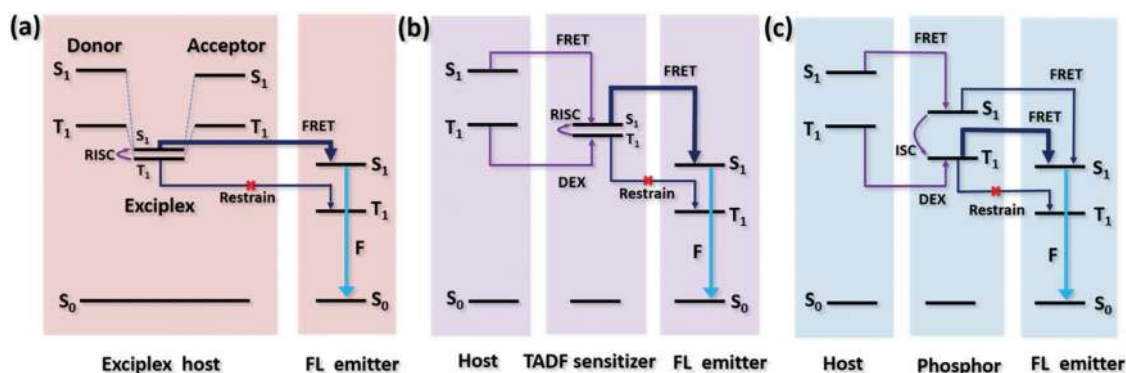 (a)
Donor
Acceptor
S1
S1
T1
T1
S1
RISC
T1
FRET
Exciplex
Restrain
S1
T1
F
S0
S0
Exciplex host
FL emitter
(b)
FRET
S1
FRET
T1
RISC
S1
T1
DEX
Restrain
S1
T1
F
S0
S0
Host
TADF sensitizer
FL emitter
(c)
FRET
S1
FRET
S1
FRET
T1
ISC
T1
DEX
Restrain
S1
T1
F
S0
S0
Host
Phosphor
FL emitter